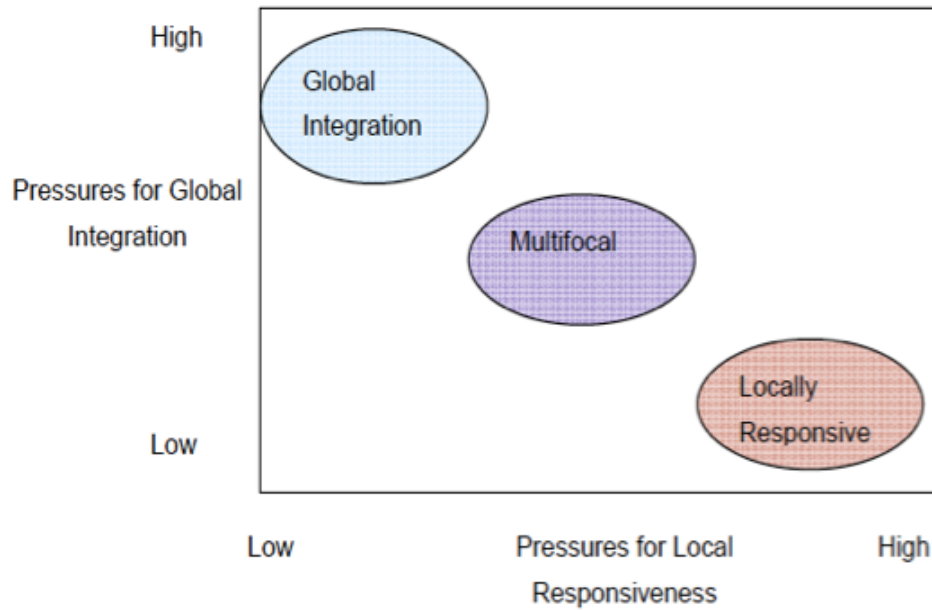 High
Global
Integration
Pressures for Global
Integration
Multifocal
Locally
Responsive
Low
Low
Pressures for Local
Responsiveness
High